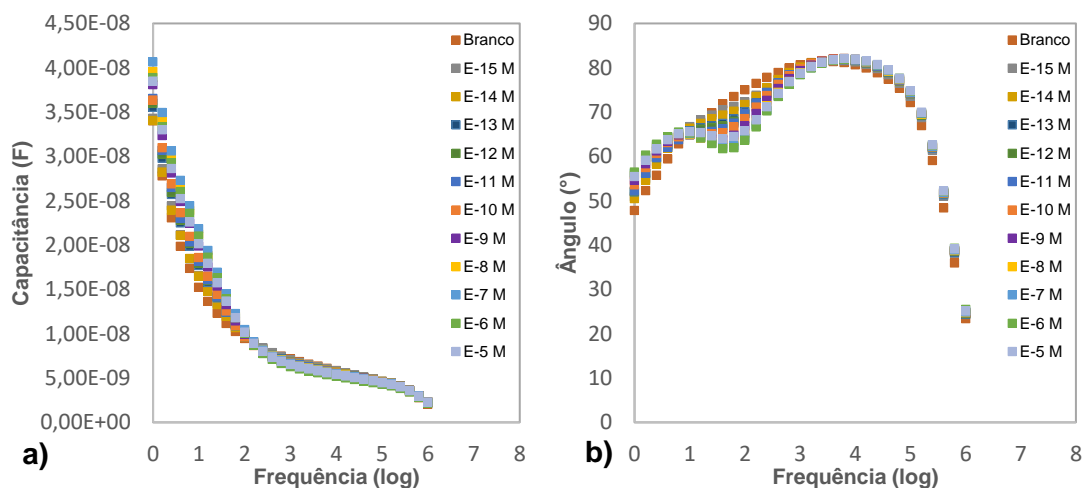 4,50E-08
4,00E-08
3,50E-08
3,00E-08
2,50E-08
2,00E-08
1,50E-08
1,00E-08
5,00E-09
0,00E+00
Capacitância (F)
0 1 2 3 4 5 6 7 8
Frequência (log)
Branco
E-15 M
E-14 M
E-13 M
E-12 M
E-11 M
E-10 M
E-9 M
E-8 M
E-7 M
E-6 M
E-5 M
a)
90
80
70
60
50
40
30
20
10
0
Ângulo (°)
0 1 2 3 4 5 6 7 8
Frequência (log)
Branco
E-15 M
E-14 M
E-13 M
E-12 M
E-11 M
E-10 M
E-9 M
E-8 M
E-7 M
E-6 M
E-5 M
b)